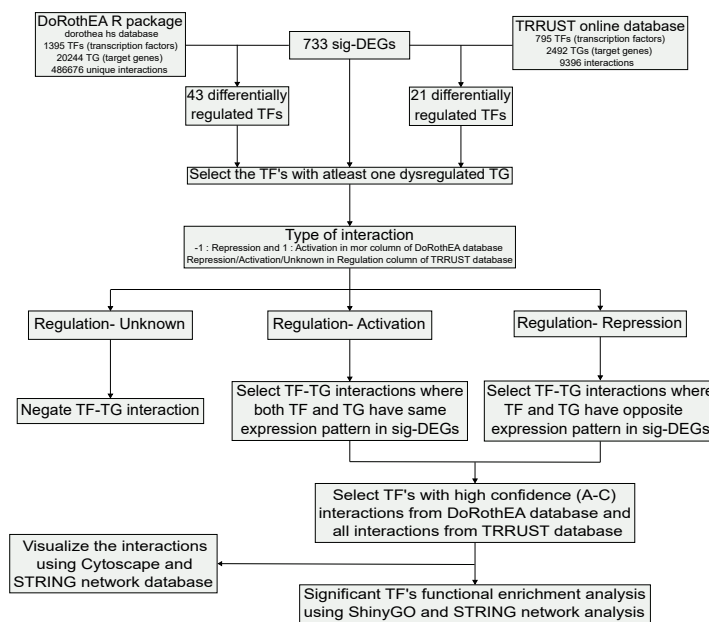 DoRothEA R package
dorothea hs database
1395 TFs (transcription factors)
20244 TG (target genes)
486676 unique interactions
733 sig-DEGs
TRRUST online database
795 TFs (transcription factors)
2492 TGs (target genes)
9396 interactions
43 differentially
regulated TFs
21 differentially
regulated TFs
Select the TF's with atleast one dysregulated TG
Type of interaction
-1 : Repression and 1 : Activation in mor column of DoRothEA database
Repression/Activation/Unknown in Regulation column of TRRUST database
Regulation- Unknown
Regulation- Activation
Regulation- Repression
Negate TF-TG interaction
Select TF-TG interactions where
both TF and TG have same
expression pattern in sig-DEGs
Select TF-TG interactions where
TF and TG have opposite
expression pattern in sig-DEGs
Select TF's with high confidence (A-C)
interactions from DoRothEA database and
all interactions from TRRUST database
Visualize the interactions
using Cytoscape and
STRING network database
Significant TF's functional enrichment analysis
using ShinyGO and STRING network analysis